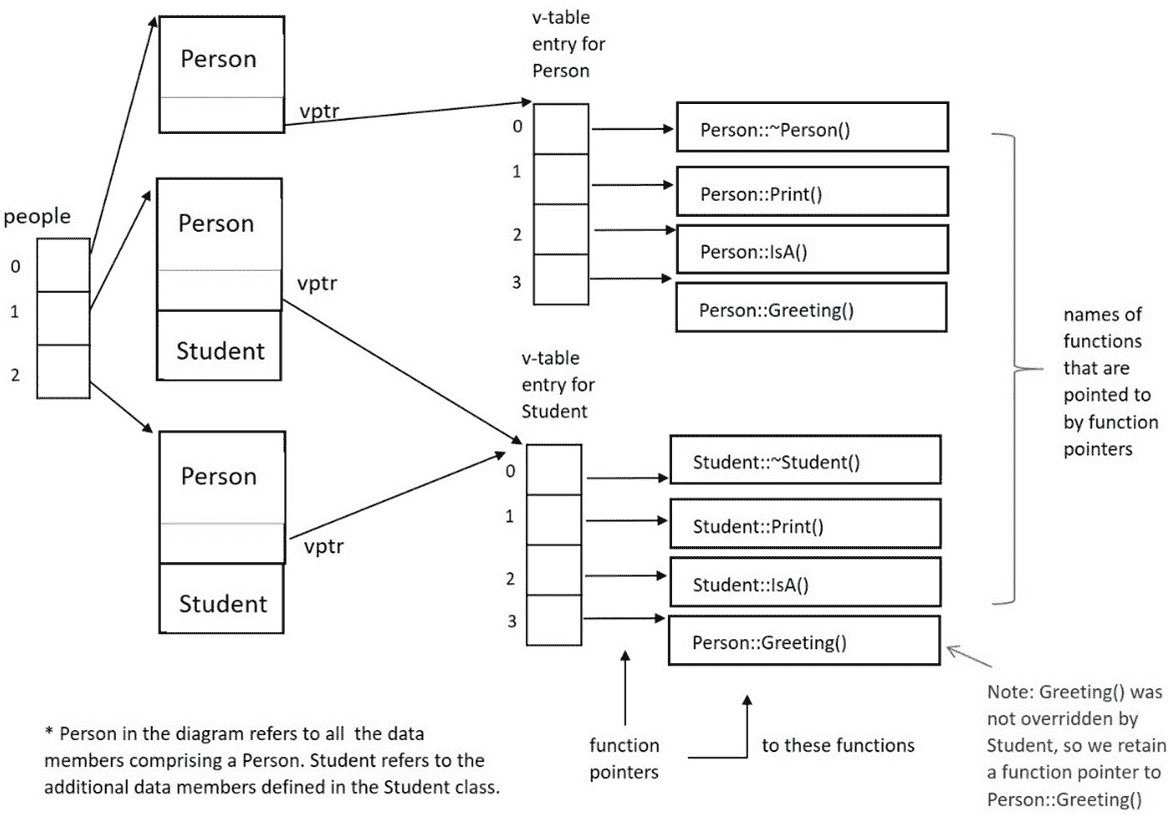 Person
vptr
Person
vptr
Student
Person
vptr
Student
people
0
1
2
v-table
entry for
Person
0
1
2
3
Person::~Person()
Person::Print()
Person::IsA()
Person::Greeting()
v-table
entry for
Student
0
1
2
3
Student::~Student()
Student::Print()
Student::IsA()
Person::Greeting()
names of
functions
that are
pointed to
by function
pointers
Note: Greeting() was
not overridden by
Student, so we retain
a function pointer to
Person::Greeting()
function
pointers
to these functions
* Person in the diagram refers to all the data
members comprising a Person. Student refers to the
additional data members defined in the Student class.